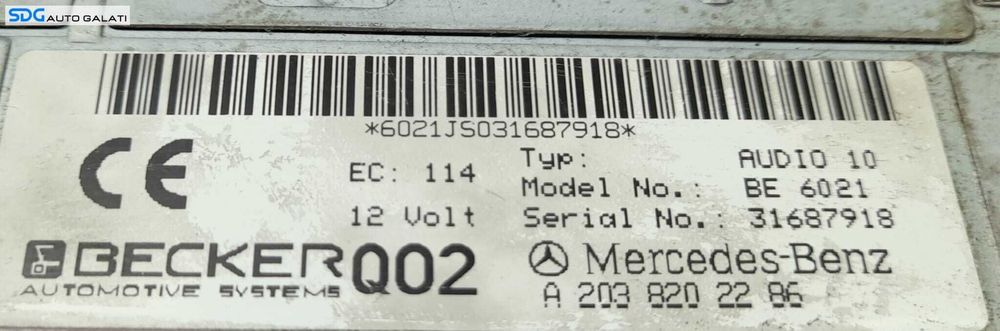 SDG AUTO GALATI
*6021JS031687918*
CE
EC: 114
12 Volt
Typ: AUDIO 10
Model No.: BE 6021
Serial No.: 31687918
BECKER
AUTOMOTIVE SYSTEMS
Q02
Mercedes-Benz
A 203 820 22 86